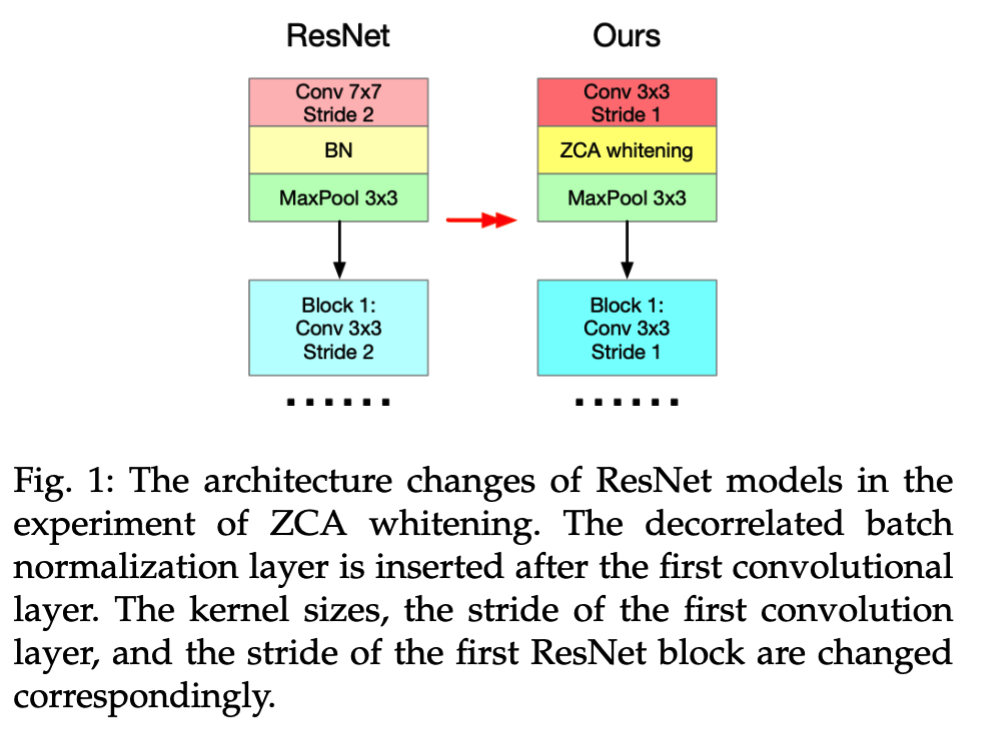 ResNet
Ours
Conv 7x7
Stride 2
BN
MaxPool 3x3
Conv 3x3
Stride 1
ZCA whitening
MaxPool 3x3
Block 1:
Conv 3x3
Stride 2
Block 1:
Conv 3x3
Stride 1
......
......
Fig. 1: The architecture changes of ResNet models in the
experiment of ZCA whitening. The decorrelated batch
normalization layer is inserted after the first convolutional
layer. The kernel sizes, the stride of the first convolution
layer, and the stride of the first ResNet block are changed
correspondingly.